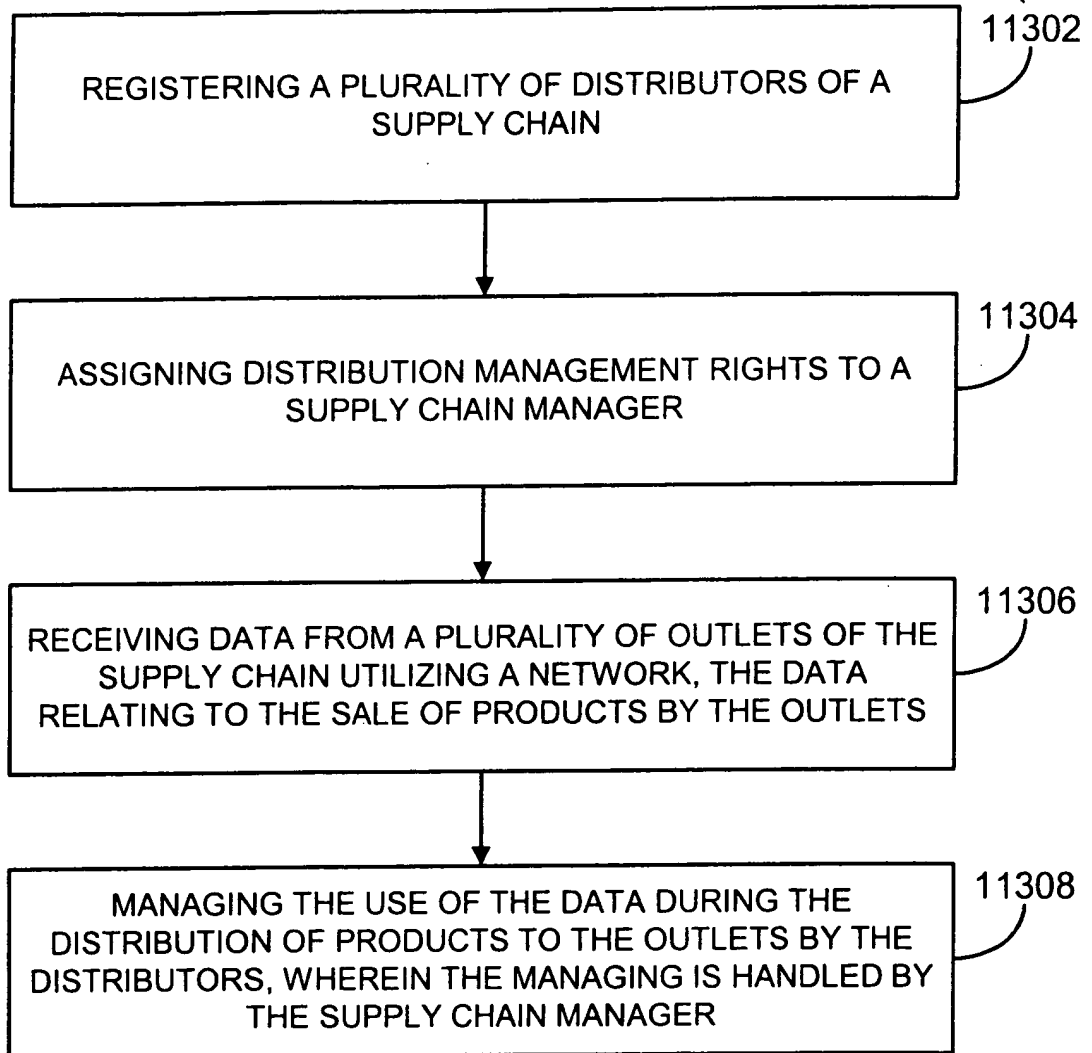 11302
REGISTERING A PLURALITY OF DISTRIBUTORS OF A
SUPPLY CHAIN
11304
ASSIGNING DISTRIBUTION MANAGEMENT RIGHTS TO A
SUPPLY CHAIN MANAGER
11306
RECEIVING DATA FROM A PLURALITY OF OUTLETS OF THE
SUPPLY CHAIN UTILIZING A NETWORK, THE DATA
RELATING TO THE SALE OF PRODUCTS BY THE OUTLETS
11308
MANAGING THE USE OF THE DATA DURING THE
DISTRIBUTION OF PRODUCTS TO THE OUTLETS BY THE
DISTRIBUTORS, WHEREIN THE MANAGING IS HANDLED BY
THE SUPPLY CHAIN MANAGER